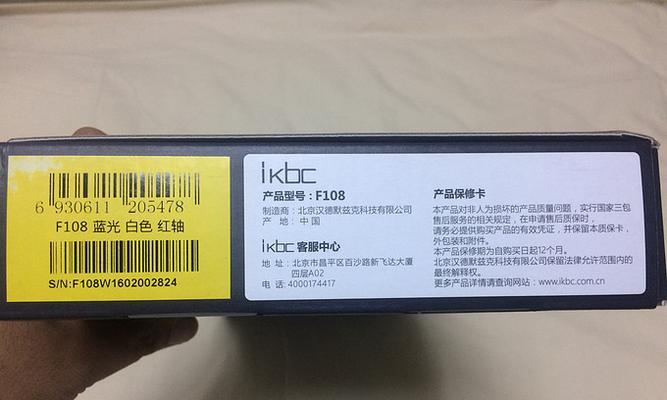 6 930611 205478
F108 蓝光 白色 红轴
S/N:F108W1602002824
ikbc
产品型号：F108
制造商：北京汉德默兹克科技有限公司
产 地：中 国
ikbc 客服中心
地 址：北京市昌平区百沙路新飞达大厦
四层A02
电 话: 4000174417
产品保修卡
本产品对非人为损坏的产品质量问题，实行国家三包
售后服务的相关规定，在申请售后质保时，
请务必提供购买产品的有效凭证，并保留本质保卡，
外包装和附件。
本产品保修期为自购买日起12个月。
北京汉德默兹克科技有限公司保留法律允许范围内的
最终解释权。
更多产品详情请查询网站：www.ikbc.com.cn